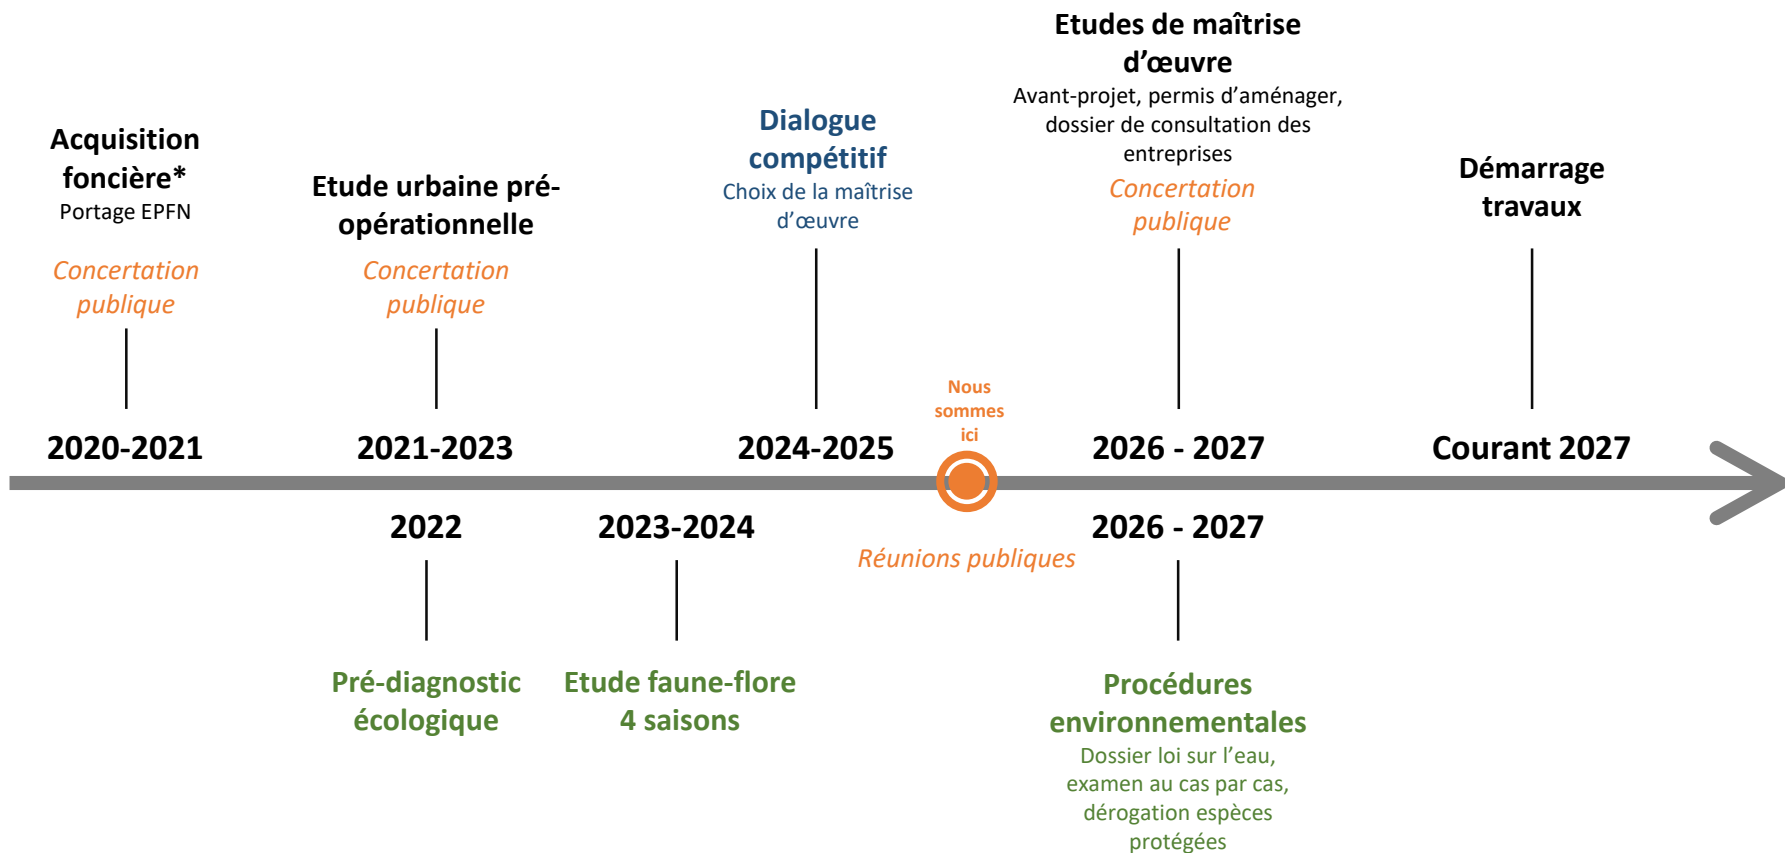 Acquisition
foncière*
Portage EPFN
Concertation
publique
2020-2021
Etude urbaine pré-
opérationnelle
Concertation
publique
2021-2023
Dialogue
compétitif
Choix de la maîtrise
d’œuvre
2024-2025
Nous
sommes
ici
Etudes de maîtrise
d’œuvre
Avant-projet, permis d’aménager,
dossier de consultation des
entreprises
Concertation
publique
2026 - 2027
Démarrage
travaux
Courant 2027
2022
Pré-diagnostic
écologique
2023-2024
Etude faune-flore
4 saisons
Réunions publiques
2026 - 2027
Procédures
environnementales
Dossier loi sur l’eau,
examen au cas par cas,
dérogation espèces
protégées